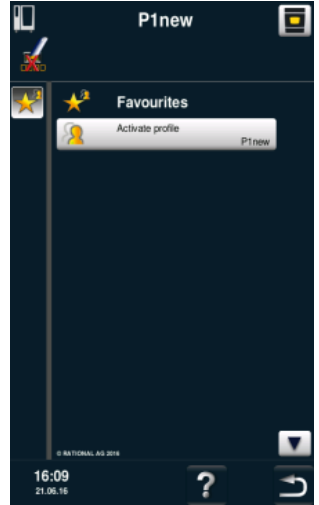 P1new
Favourites
Activate profile
P1new
© RATIONAL AG 2016
16:09
21.06.16
?